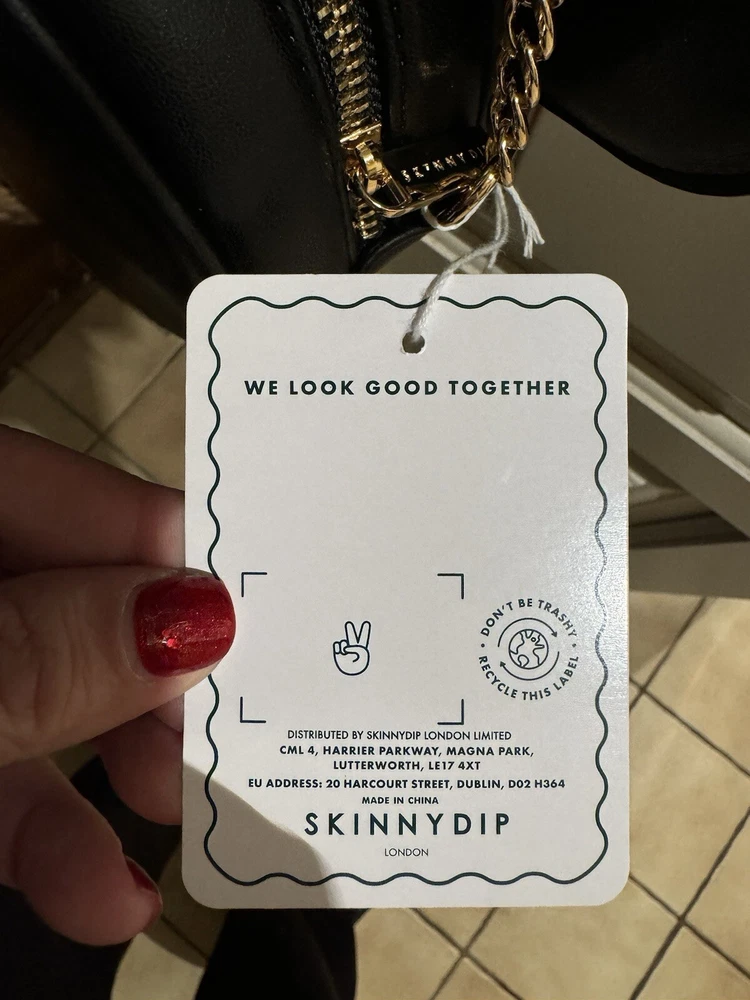 SKINNYDI
WE LOOK GOOD TOGETHER
• DON'T BE TRASHY •
RECYCLE THIS LABEL
DISTRIBUTED BY SKINNYDIP LONDON LIMITED
CML 4, HARRIER PARKWAY, MAGNA PARK,
LUTTERWORTH, LE17 4XT
EU ADDRESS: 20 HARCOURT STREET, DUBLIN, D02 H364
MADE IN CHINA
SKINNYDIP
LONDON